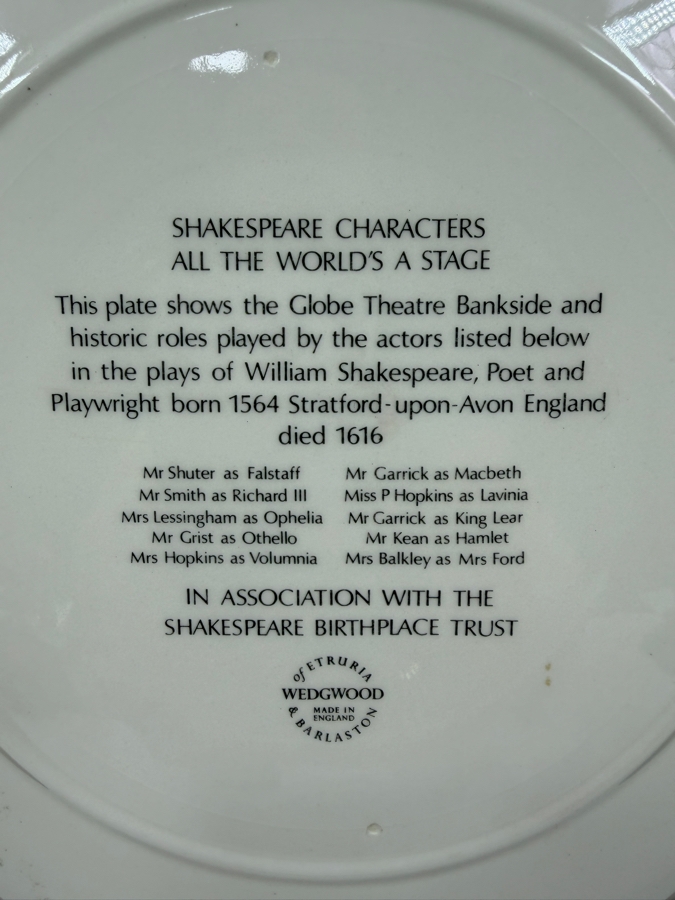 SHAKESPEARE CHARACTERS
ALL THE WORLD'S A STAGE
This plate shows the Globe Theatre Bankside and
historic roles played by the actors listed below
in the plays of William Shakespeare, Poet and
Playwright born 1564 Stratford-upon-Avon England
died 1616
Mr Shuter as Falstaff
Mr Smith as Richard III
Mrs Lessingham as Ophelia
Mr Grist as Othello
Mrs Hopkins as Volumnia
Mr Garrick as Macbeth
Miss P Hopkins as Lavinia
Mr Garrick as King Lear
Mr Kean as Hamlet
Mrs Balkley as Mrs Ford
IN ASSOCIATION WITH THE
SHAKESPEARE BIRTHPLACE TRUST
of ETRURIA
WEDGWOOD
MADE IN
ENGLAND
& BARLASTON